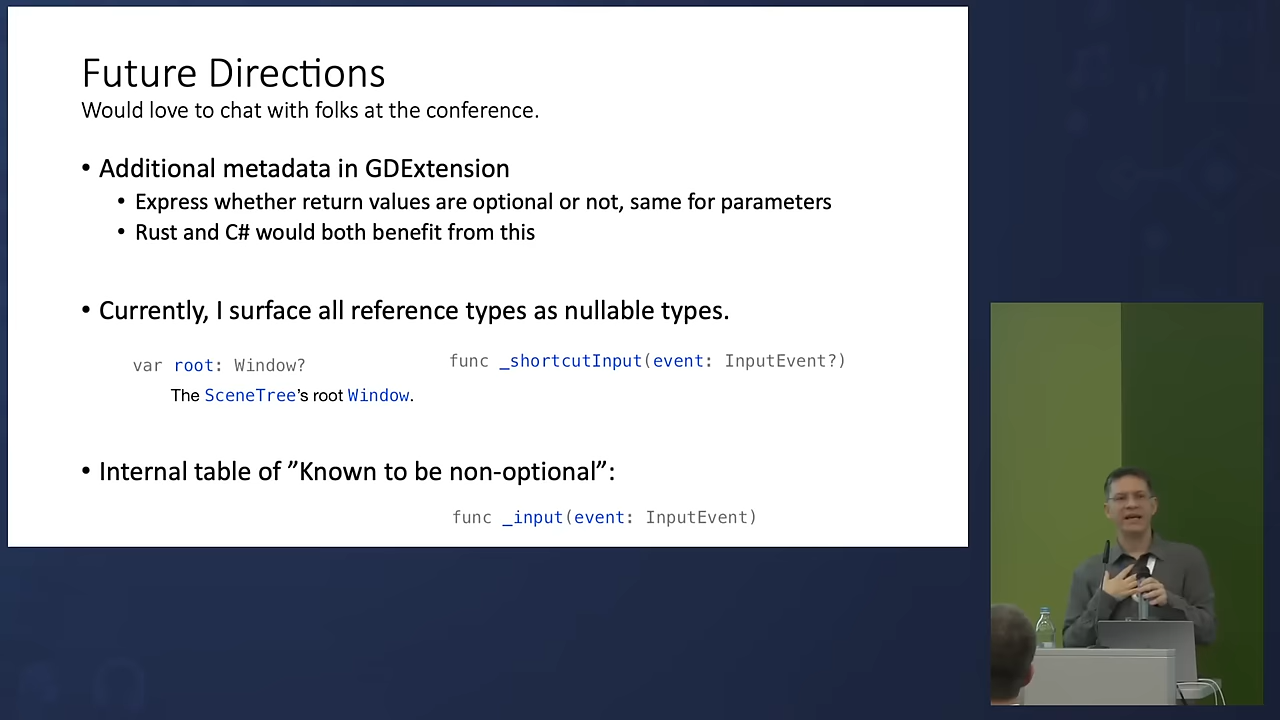 Future Directions
Would love to chat with folks at the conference.
• Additional metadata in GDExtension
• Express whether return values are optional or not, same for parameters
• Rust and C# would both benefit from this
• Currently, I surface all reference types as nullable types.
var root: Window?
The SceneTree’s root Window.
func _shortcutInput(event: InputEvent?)
• Internal table of ”Known to be non-optional”:
func _input(event: InputEvent)